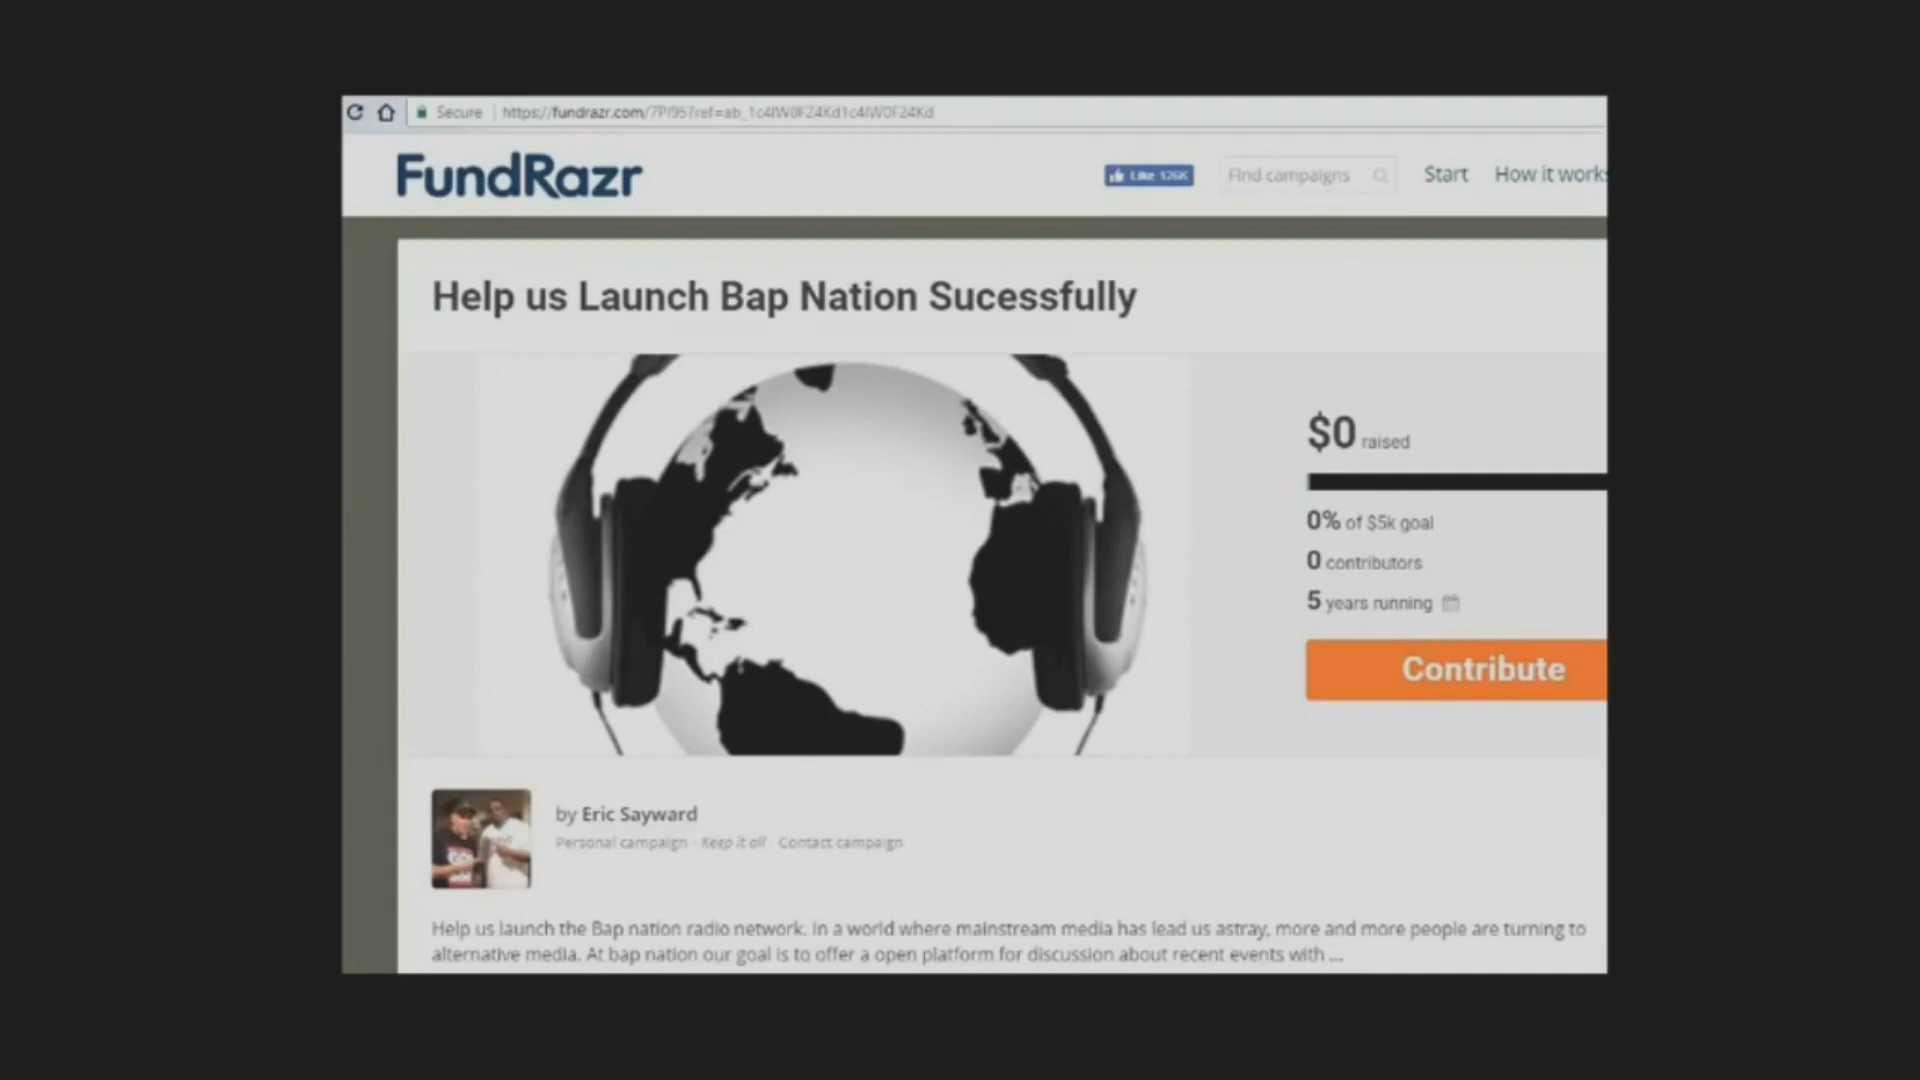 Secure https://fundrazr.com/
FundRazr
Like 126K
Find campaigns
Start
How it works
Help us Launch Bap Nation Sucessfully
$0 raised
0% of $5k goal
0 contributors
5 years running
Contribute
by Eric Sayward
Personal campaign · Keep it all · Contact campaign
Help us launch the Bap nation radio network. In a world where mainstream media has lead us astray, more and more people are turning to
alternative media. At bap nation our goal is to offer a open platform for discussion about recent events with ...